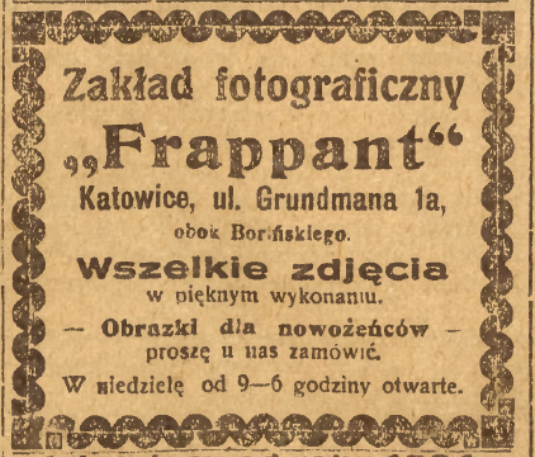 Zakład fotograficzny
„Frappant“
Katowice, ul. Grundmana 1a,
obok Borińskiego.
Wszelkie zdjęcia
w pięknym wykonaniu.
— Obrazki dla nowożeńców —
proszę u nas zamówić.
W niedzielę od 9—6 godziny otwarte.